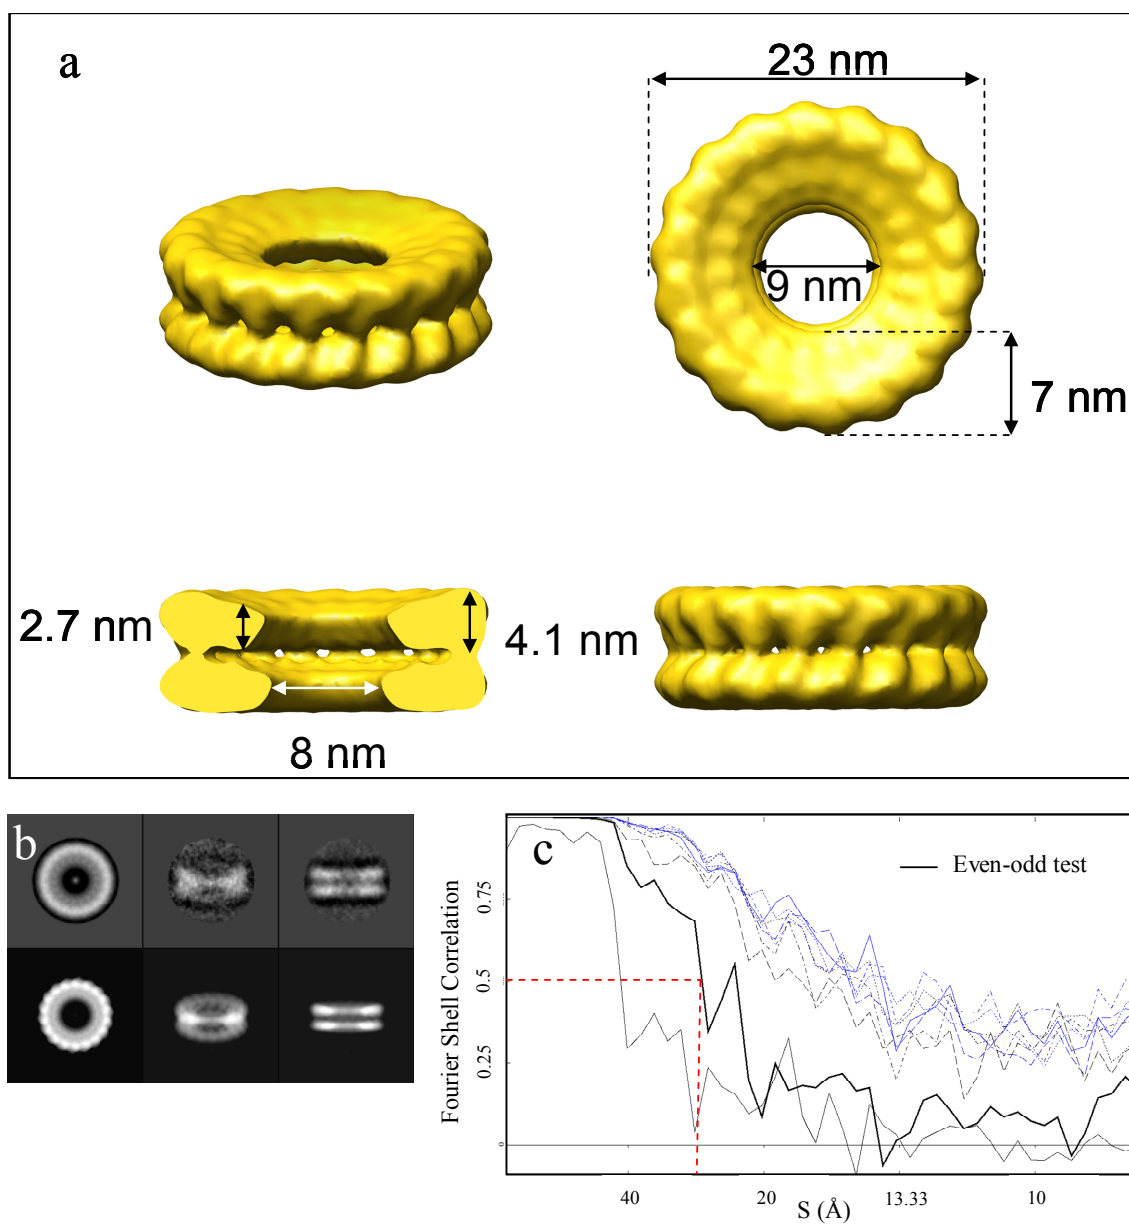 a
23 nm
9 nm
7 nm
2.7 nm
4.1 nm
8 nm
b
c
Even-odd test
Fourier Shell Correlation
0.75
0.5
0.25
0
40
20
13.33
10
S (Å)